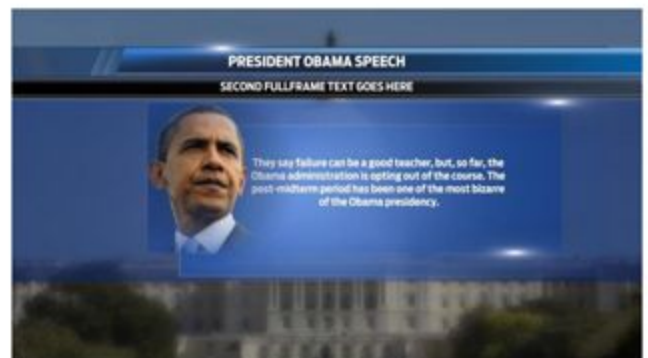 PRESIDENT OBAMA SPEECH
SECOND FULLFRAME TEXT GOES HERE
They say failure can be a good teacher, but, so far, the
Obama administration is opting out of the course. The
post-midterm period has been one of the most bizarre
of the Obama presidency.